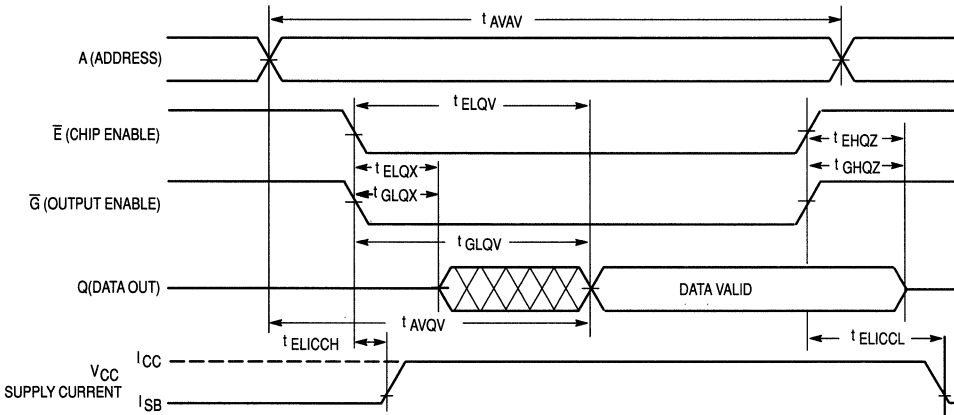 t AVAV
A (ADDRESS)
t ELQV
E̅ (CHIP ENABLE)
t EHQZ
t ELQX
t GHQZ
t GLQX
G̅ (OUTPUT ENABLE)
t GLQV
Q(DATA OUT)
DATA VALID
t AVQV
t ELICCH
t ELICCL
ICC
VCC
SUPPLY CURRENT
ISB